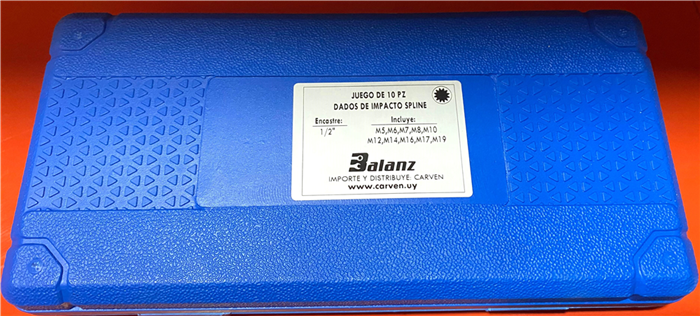 JUEGO DE 10 PZ
DADOS DE IMPACTO SPLINE
Encastre: Incluye:
1/2" M5,M6,M7,M8,M10
M12,M14,M16,M17,M19
Balanz
IMPORTE Y DISTRIBUYE: CARVEN
www.carven.uy